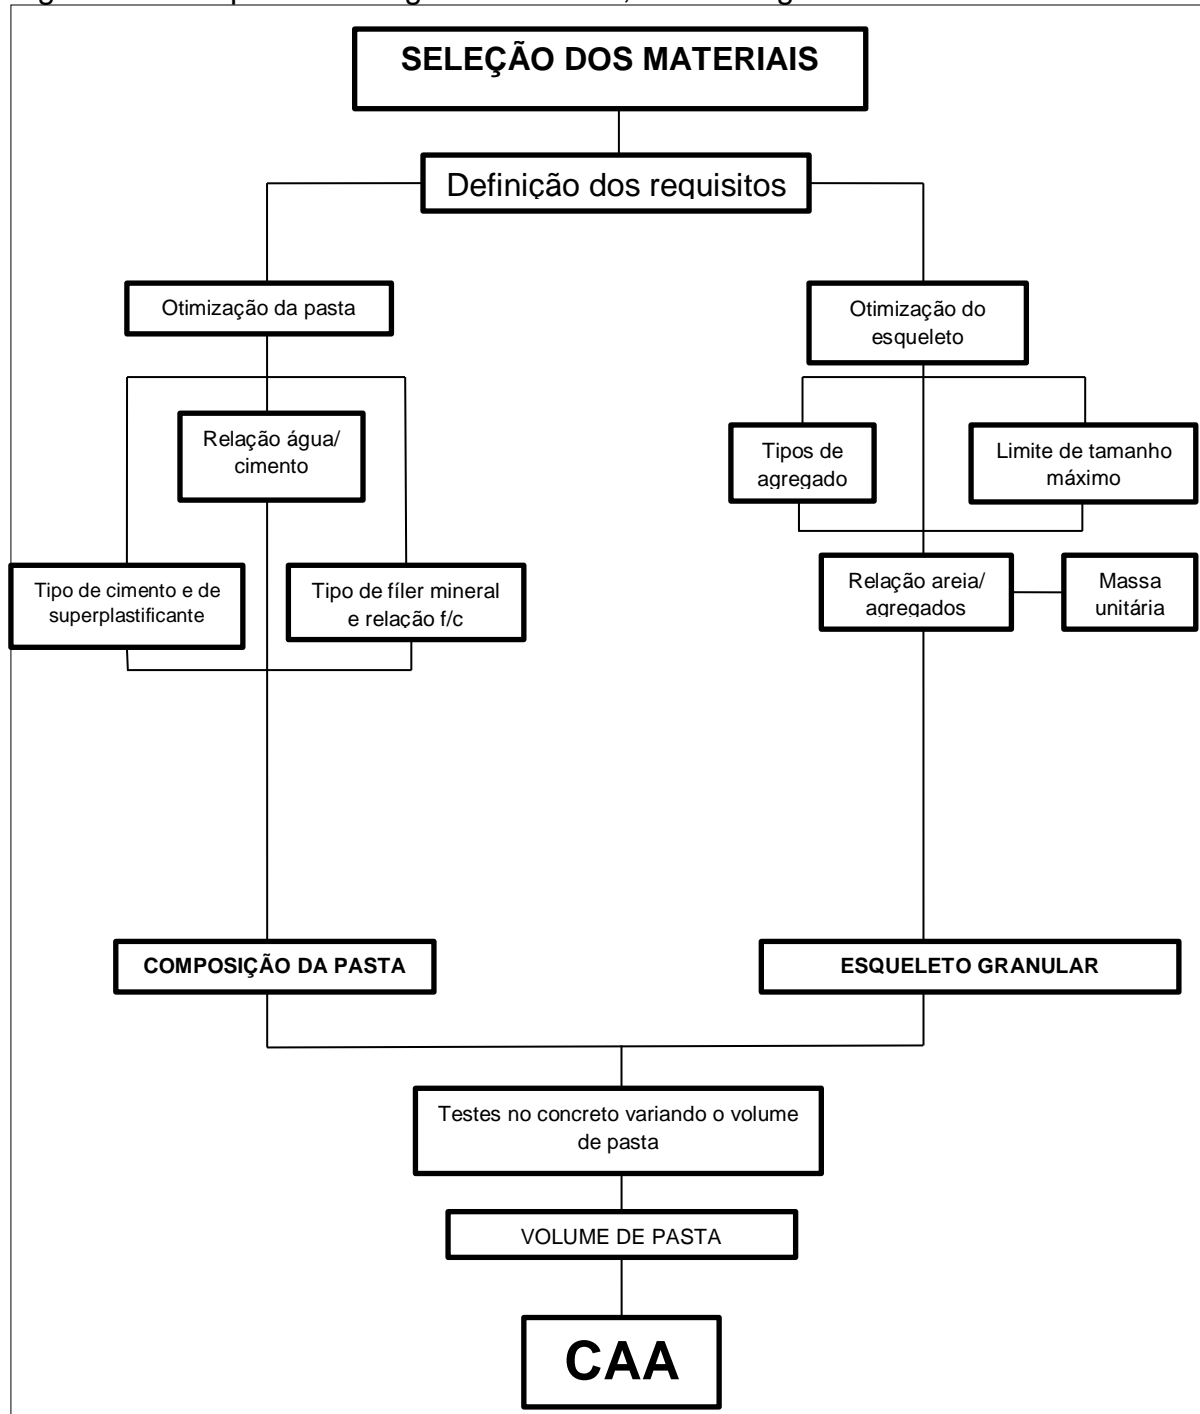 SELEÇÃO DOS MATERIAIS
Definição dos requisitos
Otimização da pasta
Otimização do
esqueleto
Relação água/
cimento
Tipos de
agregado
Limite de tamanho
máximo
Tipo de cimento e de
superplastificante
Tipo de fíler mineral
e relação f/c
Relação areia/
agregados
Massa
unitária
COMPOSIÇÃO DA PASTA
ESQUELETO GRANULAR
Testes no concreto variando o volume
de pasta
VOLUME DE PASTA
CAA